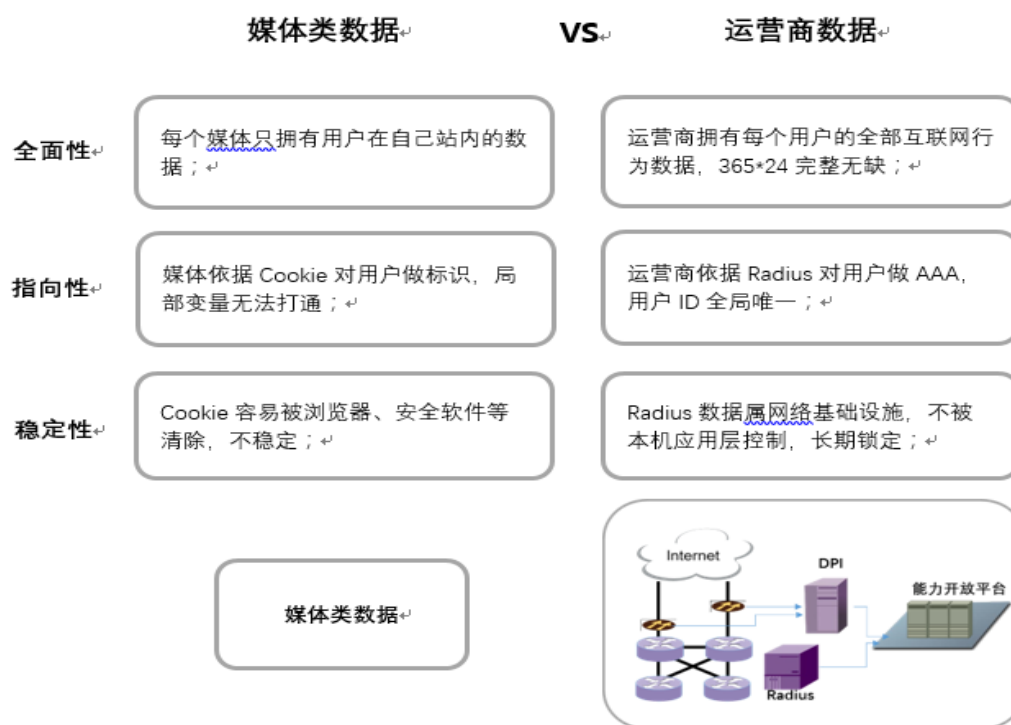 媒体类数据 VS 运营商数据
全面性
每个媒体只拥有用户在自己站内的数
据；
运营商拥有每个用户的全部互联网行
为数据，365*24 完整无缺；
指向性
媒体依据 Cookie 对用户做标识，局
部变量无法打通；
运营商依据 Radius 对用户做 AAA，
用户 ID 全局唯一；
稳定性
Cookie 容易被浏览器、安全软件等
清除，不稳定；
Radius 数据属网络基础设施，不被
本机应用层控制，长期锁定；
媒体类数据
Internet
DPI
能力开放平台
Radius